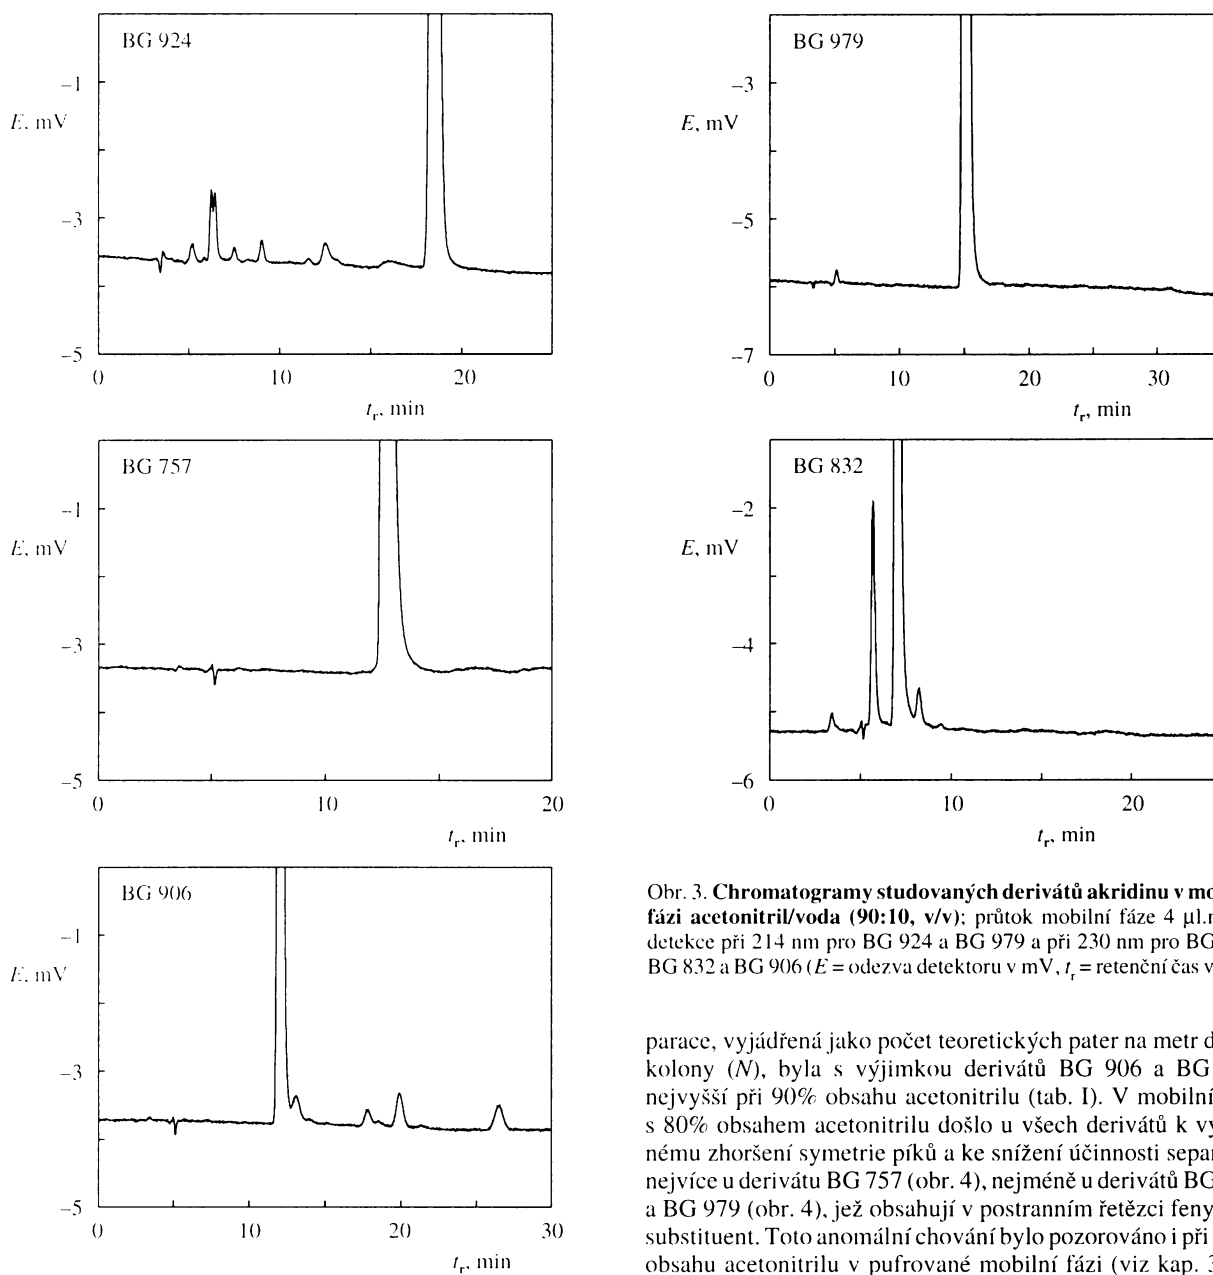 BG 924
−1
E, mV
−3
−5
0
10
20
t_r, min
BG 979
−3
E, mV
−5
−7
0
10
20
30
t_r, min
BG 757
−1
E, mV
−3
−5
0
10
20
t_r, min
BG 832
−2
E, mV
−4
−6
0
10
20
t_r, min
BG 906
−1
E, mV
−3
−5
0
10
20
30
t_r, min
Obr. 3. Chromatogramy studovaných derivátů akridinu v mo
fázi acetonitril/voda (90:10, v/v); průtok mobilní fáze 4 μl.
detekce při 214 nm pro BG 924 a BG 979 a při 230 nm pro BG
BG 832 a BG 906 (E = odezva detektoru v mV, t_r = retenční čas v
parace, vyjádřená jako počet teoretických pater na metr d
kolony (N), byla s výjimkou derivátů BG 906 a BG
nejvyšší při 90% obsahu acetonitrilu (tab. I). V mobilní
s 80% obsahem acetonitrilu došlo u všech derivátů k vý
nému zhoršení symetrie píků a ke snížení účinnosti sepa
nejvíce u derivátu BG 757 (obr. 4), nejméně u derivátů BG
a BG 979 (obr. 4), jež obsahují v postranním řetězci feny
substituent. Toto anomální chování bylo pozorováno i při
obsahu acetonitrilu v pufrované mobilní fázi (viz kap. 3